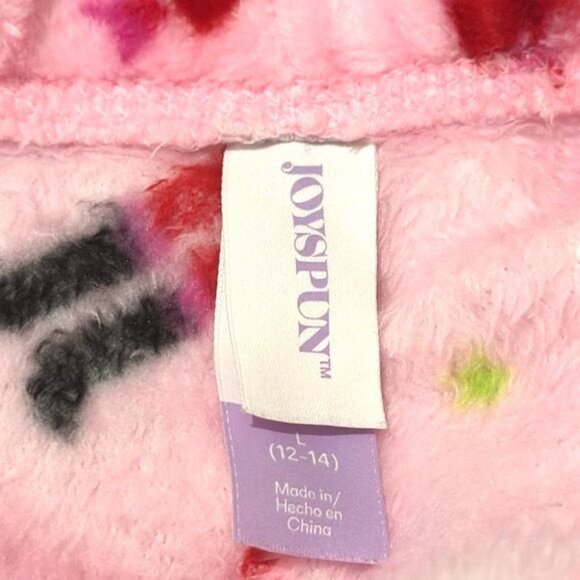 JOYSPUN™
L
(12-14)
Made in/
Hecho en
China